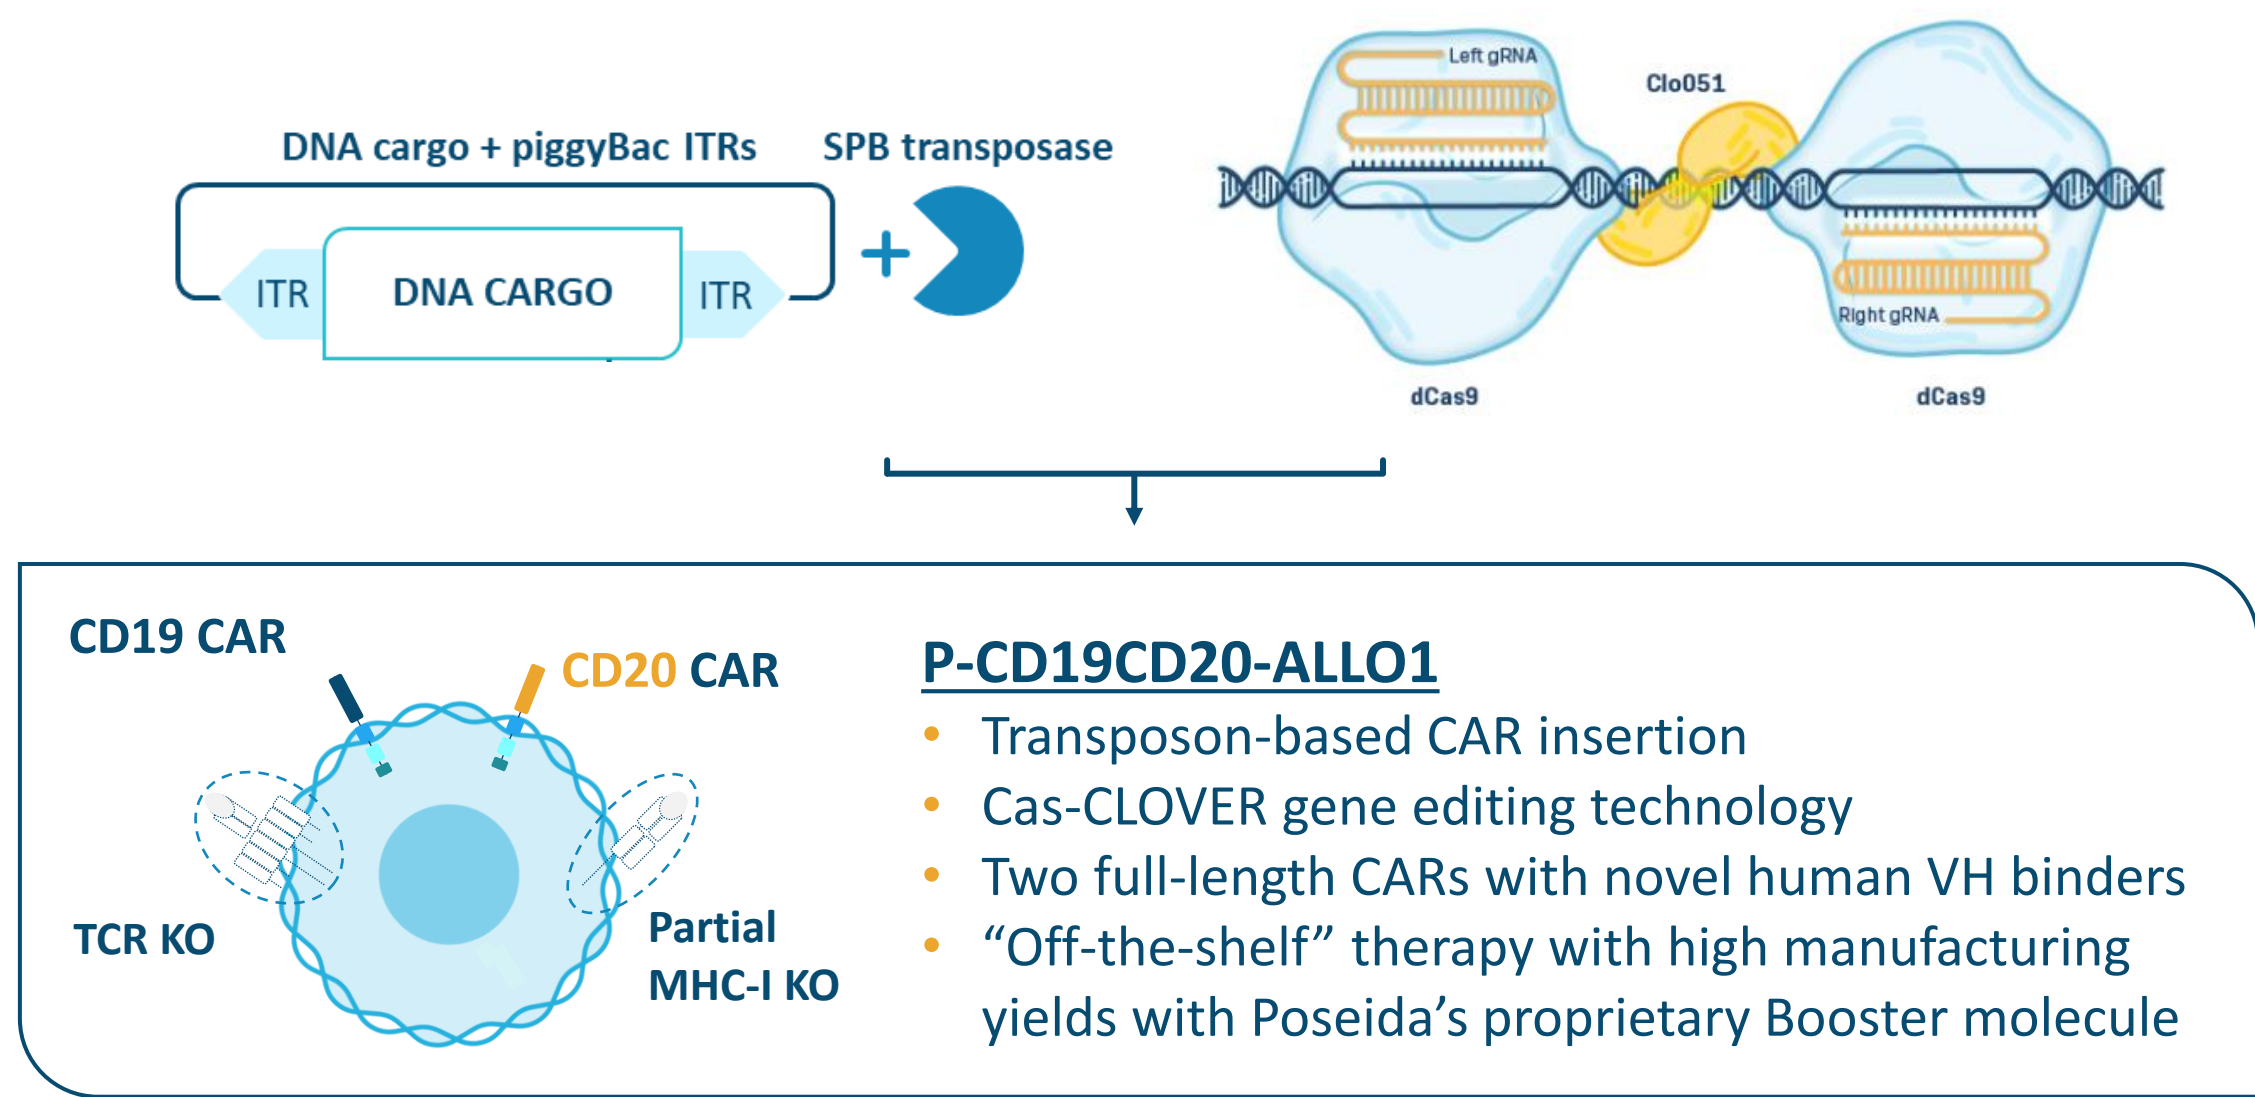 DNA cargo + piggyBac ITRs
SPB transposase
ITR
DNA CARGO
ITR
Left gRNA
Clo051
Right gRNA
dCas9
dCas9
CD19 CAR
CD20 CAR
TCR KO
Partial
MHC-I KO
P-CD19CD20-ALLO1
• Transposon-based CAR insertion
• Cas-CLOVER gene editing technology
• Two full-length CARs with novel human VH binders
• “Off-the-shelf” therapy with high manufacturing
yields with Poseida’s proprietary Booster molecule